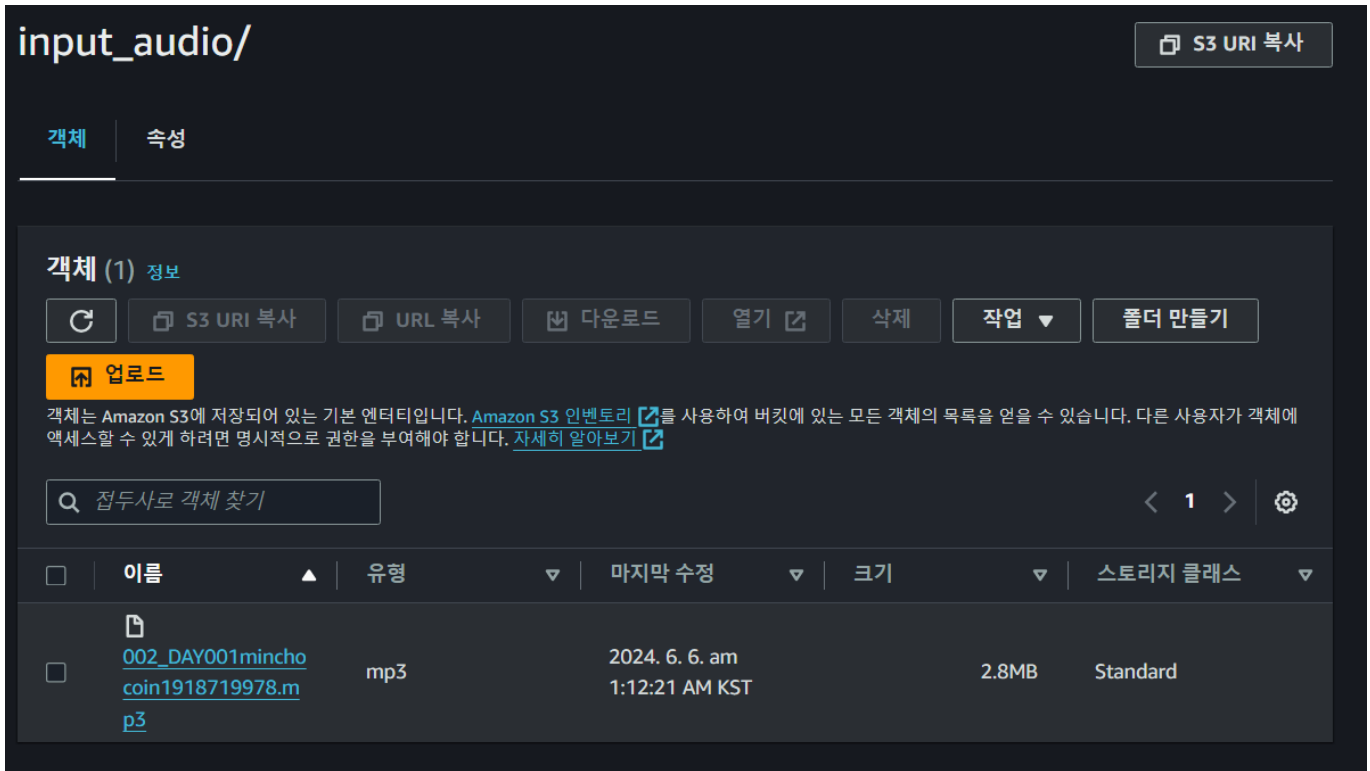 input_audio/
S3 URI 복사
객체 속성
객체 (1) 정보
S3 URI 복사 URL 복사 다운로드 열기 삭제 작업 폴더 만들기
업로드
객체는 Amazon S3에 저장되어 있는 기본 엔터티입니다. Amazon S3 인벤토리 를 사용하여 버킷에 있는 모든 객체의 목록을 얻을 수 있습니다. 다른 사용자가 객체에
액세스할 수 있게 하려면 명시적으로 권한을 부여해야 합니다. 자세히 알아보기
접두사로 객체 찾기
1
이름 유형 마지막 수정 크기 스토리지 클래스
002_DAY001mincho
coin1918719978.m
p3
mp3
2024. 6. 6. am
1:12:21 AM KST
2.8MB
Standard